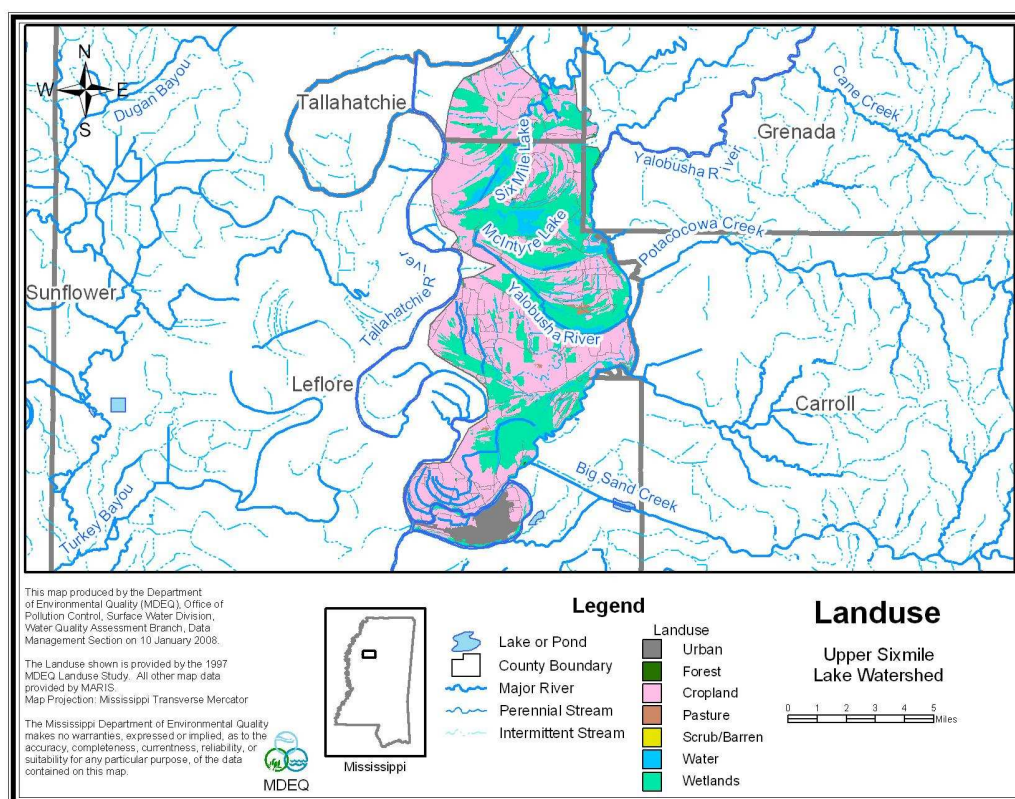 N
W E
S
Dugan Bayou
Tallahatchie
Six Mile Lake
Cane Creek
Grenada
Yalobusha R iver
McIntyre Lake
Potacocowa Creek
Sunflower
Tallahatchie R iver
Yalobusha River
Leflore
Carroll
Big Sand Creek
Turkey Bayou
This map produced by the Department
of Environmental Quality (MDEQ), Office of
Pollution Control, Surface Water Division,
Water Quality Assessment Branch, Data
Management Section on 10 January 2008.
The Landuse shown is provided by the 1997
MDEQ Landuse Study. All other map data
provided by MARIS.
Map Projection: Mississippi Transverse Mercator
The Mississippi Department of Environmental Quality
makes no warranties, expressed or implied, as to the
accuracy, completeness, currentness, reliability, or
suitability for any particular purpose, of the data
contained on this map.
MDEQ
Mississippi
Legend
Lake or Pond
County Boundary
Major River
Perennial Stream
Intermittent Stream
Landuse
Urban
Forest
Cropland
Pasture
Scrub/Barren
Water
Wetlands
Landuse
Upper Sixmile
Lake Watershed
0 1 2 3 4 5
Miles